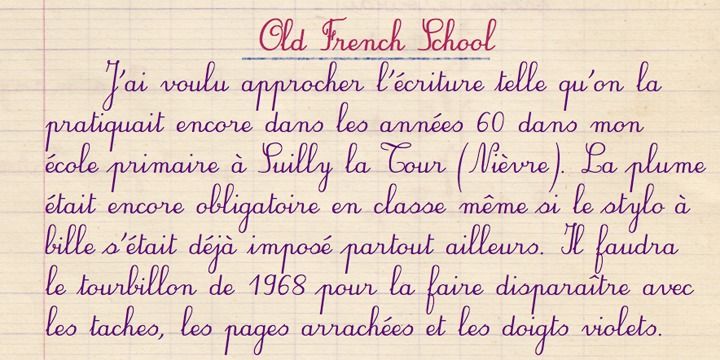 Old French School
J'ai voulu approcher l'écriture telle qu'on la
pratiquait encore dans les années 60 dans mon
école primaire à Suilly la Tour (Nièvre). La plume
était encore obligatoire en classe même si le stylo à
bille s'était déjà imposé partout ailleurs. Il faudra
le tourbillon de 1968 pour la faire disparaître avec
les taches, les pages arrachées et les doigts violets.